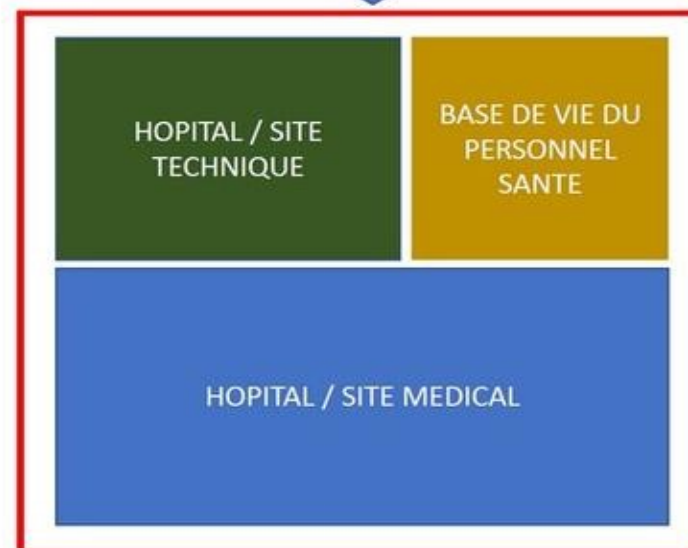 HOPITAL / SITE
TECHNIQUE
BASE DE VIE DU
PERSONNEL
SANTE
HOPITAL / SITE MEDICAL